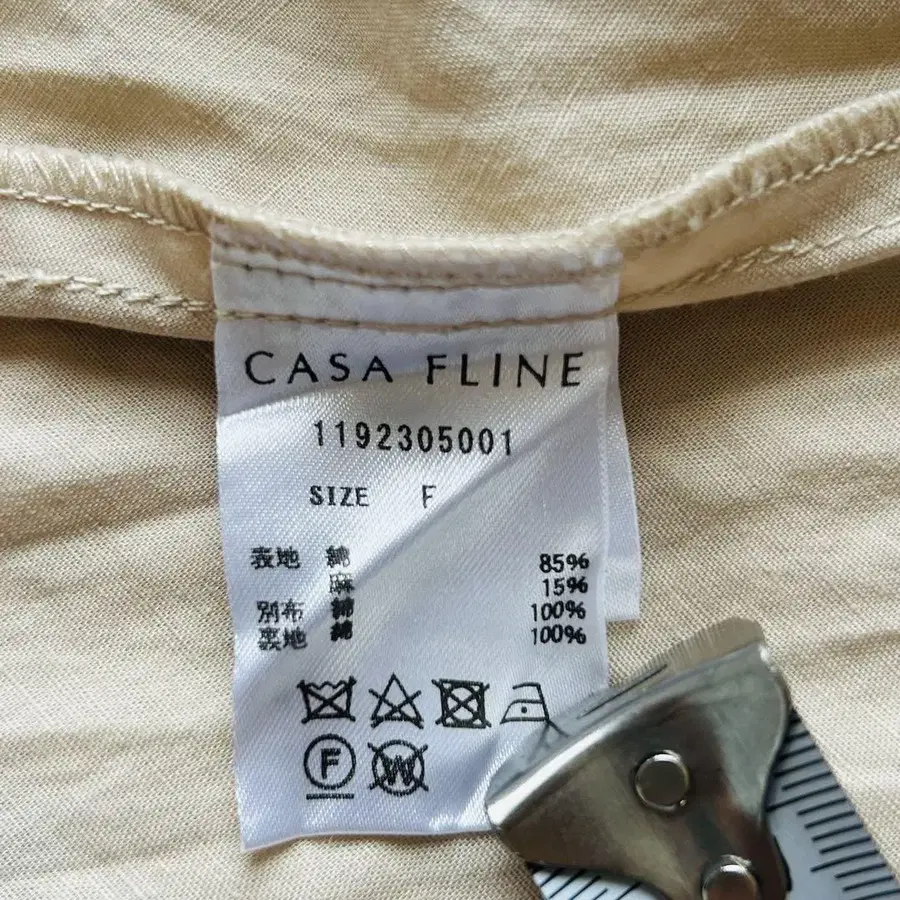 CASA FLINE
1192305001
SIZE F
表地 綿 85%
麻 15%
別布 綿 100%
裏地 綿 100%
F
W